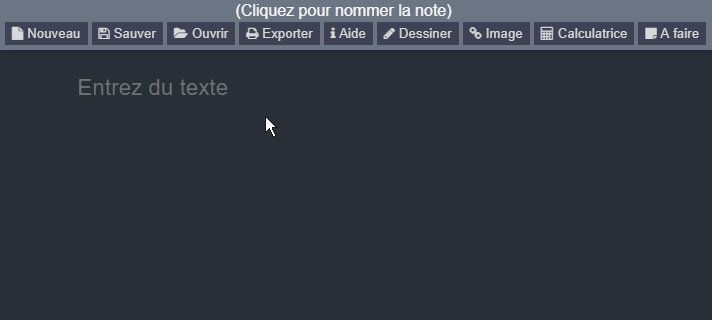 (Cliquez pour nommer la note)
Nouveau Sauver Ouvrir Exporter Aide Dessiner Image Calculatrice A faire
Entrez du texte